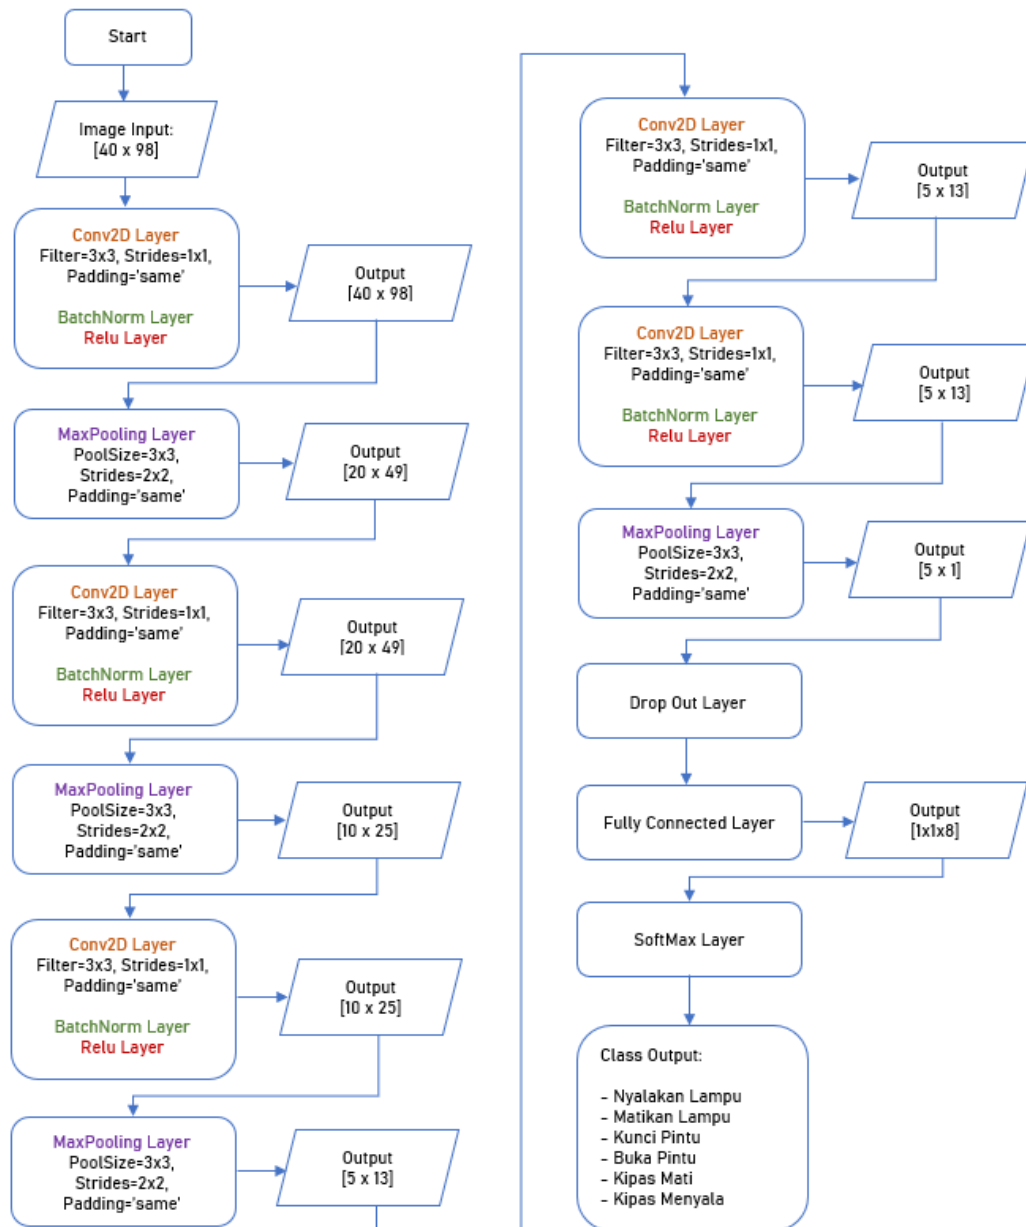 Start
Image Input:
[40 x 98]
Conv2D Layer
Filter=3x3, Strides=1x1,
Padding='same'
BatchNorm Layer
Relu Layer
Output
[40 x 98]
MaxPooling Layer
PoolSize=3x3,
Strides=2x2,
Padding='same'
Output
[20 x 49]
Conv2D Layer
Filter=3x3, Strides=1x1,
Padding='same'
BatchNorm Layer
Relu Layer
Output
[20 x 49]
MaxPooling Layer
PoolSize=3x3,
Strides=2x2,
Padding='same'
Output
[10 x 25]
Conv2D Layer
Filter=3x3, Strides=1x1,
Padding='same'
BatchNorm Layer
Relu Layer
Output
[10 x 25]
MaxPooling Layer
PoolSize=3x3,
Strides=2x2,
Padding='same'
Output
[5 x 13]
Conv2D Layer
Filter=3x3, Strides=1x1,
Padding='same'
BatchNorm Layer
Relu Layer
Output
[5 x 13]
Conv2D Layer
Filter=3x3, Strides=1x1,
Padding='same'
BatchNorm Layer
Relu Layer
Output
[5 x 13]
MaxPooling Layer
PoolSize=3x3,
Strides=2x2,
Padding='same'
Output
[5 x 1]
Drop Out Layer
Fully Connected Layer
Output
[1x1x8]
SoftMax Layer
Class Output:
- Nyalakan Lampu
- Matikan Lampu
- Kunci Pintu
- Buka Pintu
- Kipas Mati
- Kipas Menyala